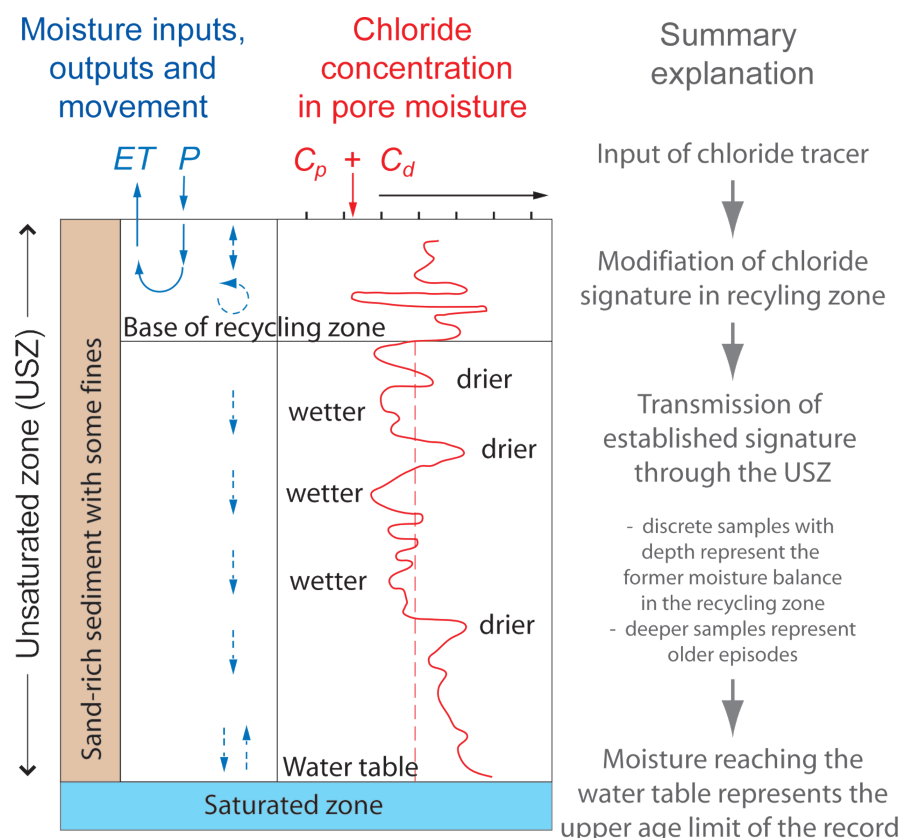 Moisture inputs,
outputs and
movement
Chloride
concentration
in pore moisture
Summary
explanation
ET P
Cp + Cd
Input of chloride tracer
Modifiation of chloride
signature in recyling zone
Transmission of
established signature
through the USZ
- discrete samples with
depth represent the
former moisture balance
in the recycling zone
- deeper samples represent
older episodes
Moisture reaching the
water table represents the
upper age limit of the record
Unsaturated zone (USZ)
Sand-rich sediment with some fines
Base of recycling zone
drier
wetter
drier
wetter
wetter
drier
Water table
Saturated zone